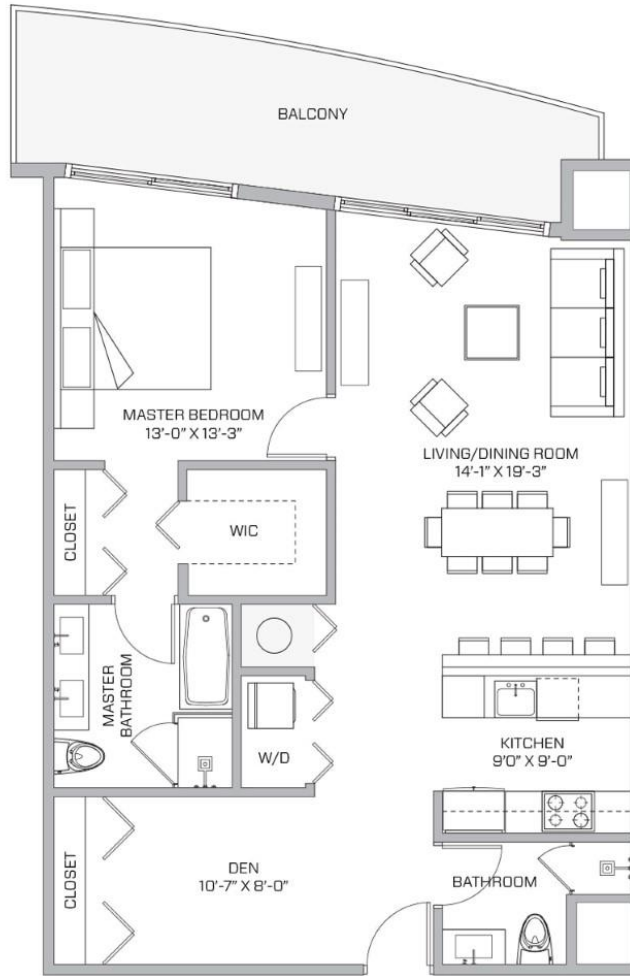 BALCONY
MASTER BEDROOM
13'-0" X 13'-3"
LIVING/DINING ROOM
14'-1" X 19'-3"
CLOSET
WIC
MASTER
BATHROOM
W/D
KITCHEN
9'0" X 9'-0"
CLOSET
DEN
10'-7" X 8'-0"
BATHROOM